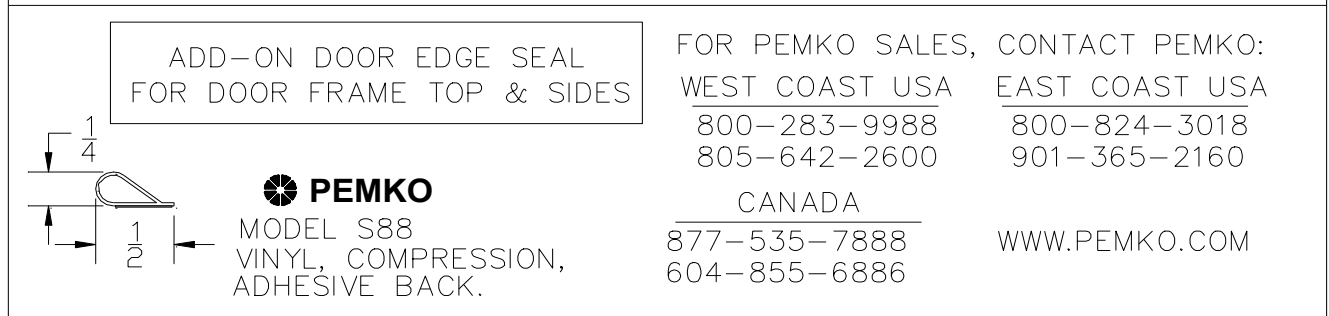 ADD-ON DOOR EDGE SEAL
FOR DOOR FRAME TOP & SIDES
1/4
1/2
PEMKO
MODEL S88
VINYL, COMPRESSION,
ADHESIVE BACK.
FOR PEMKO SALES, CONTACT PEMKO:
WEST COAST USA
800-283-9988
805-642-2600
EAST COAST USA
800-824-3018
901-365-2160
CANADA
877-535-7888
604-855-6886
WWW.PEMKO.COM